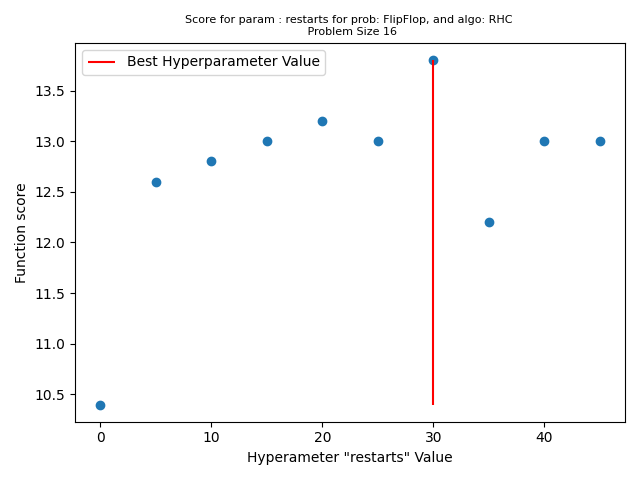 Score for param : restarts for prob: FlipFlop, and algo: RHC
Problem Size 16
Best Hyperparameter Value
13.5
13.0
12.5
12.0
11.5
11.0
10.5
Function score
0 10 20 30 40
Hyperameter "restarts" Value